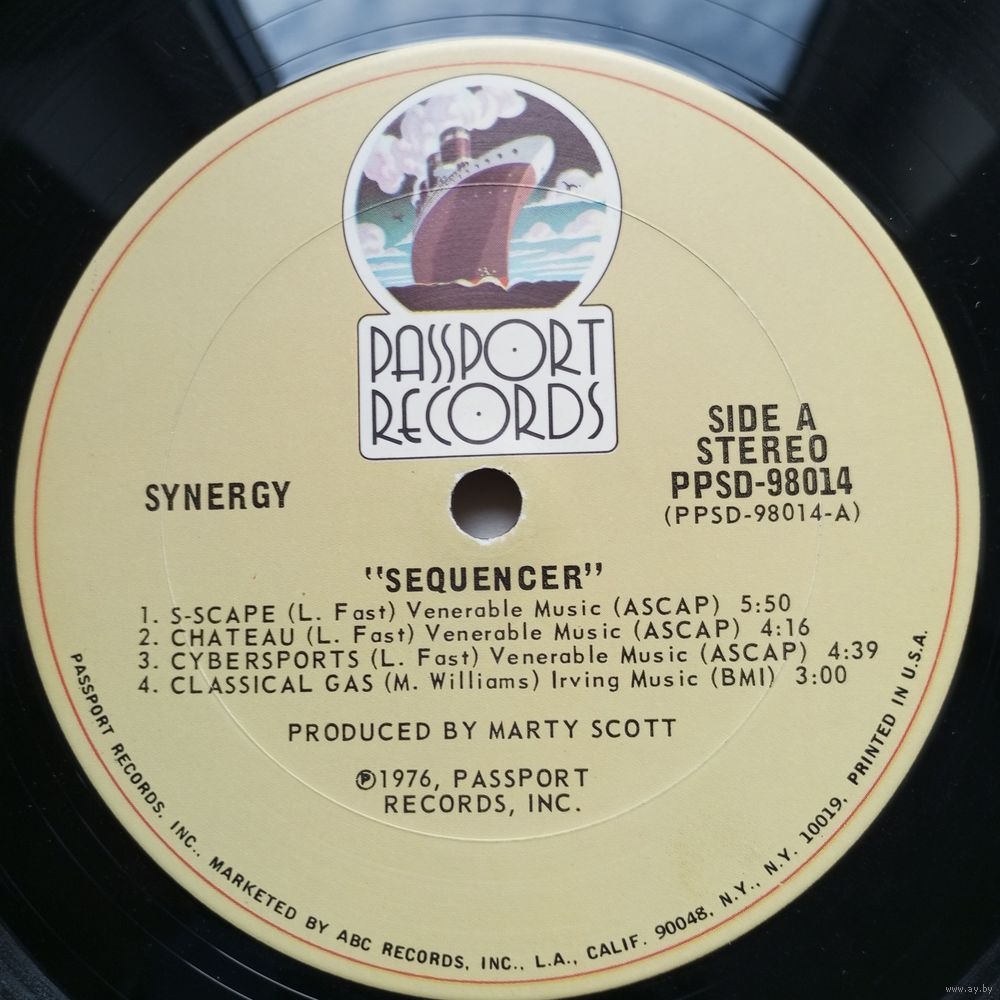 PASSPORT
RECORDS
SIDE A
STEREO
PPSD-98014
(PPSD-98014-A)
SYNERGY
"SEQUENCER"
1. S-SCAPE (L. Fast) Venerable Music (ASCAP) 5:50
2. CHATEAU (L. Fast) Venerable Music (ASCAP) 4:16
3. CYBERSPORTS (L. Fast) Venerable Music (ASCAP) 4:39
4. CLASSICAL GAS (M. Williams) Irving Music (BMI) 3:00
PRODUCED BY MARTY SCOTT
℗1976, PASSPORT
RECORDS, INC.
PASSPORT RECORDS, INC., MARKETED BY ABC RECORDS, INC., L.A., CALIF. 90048, N.Y., N.Y. 10019, PRINTED IN U.S.A.
www.ay.by